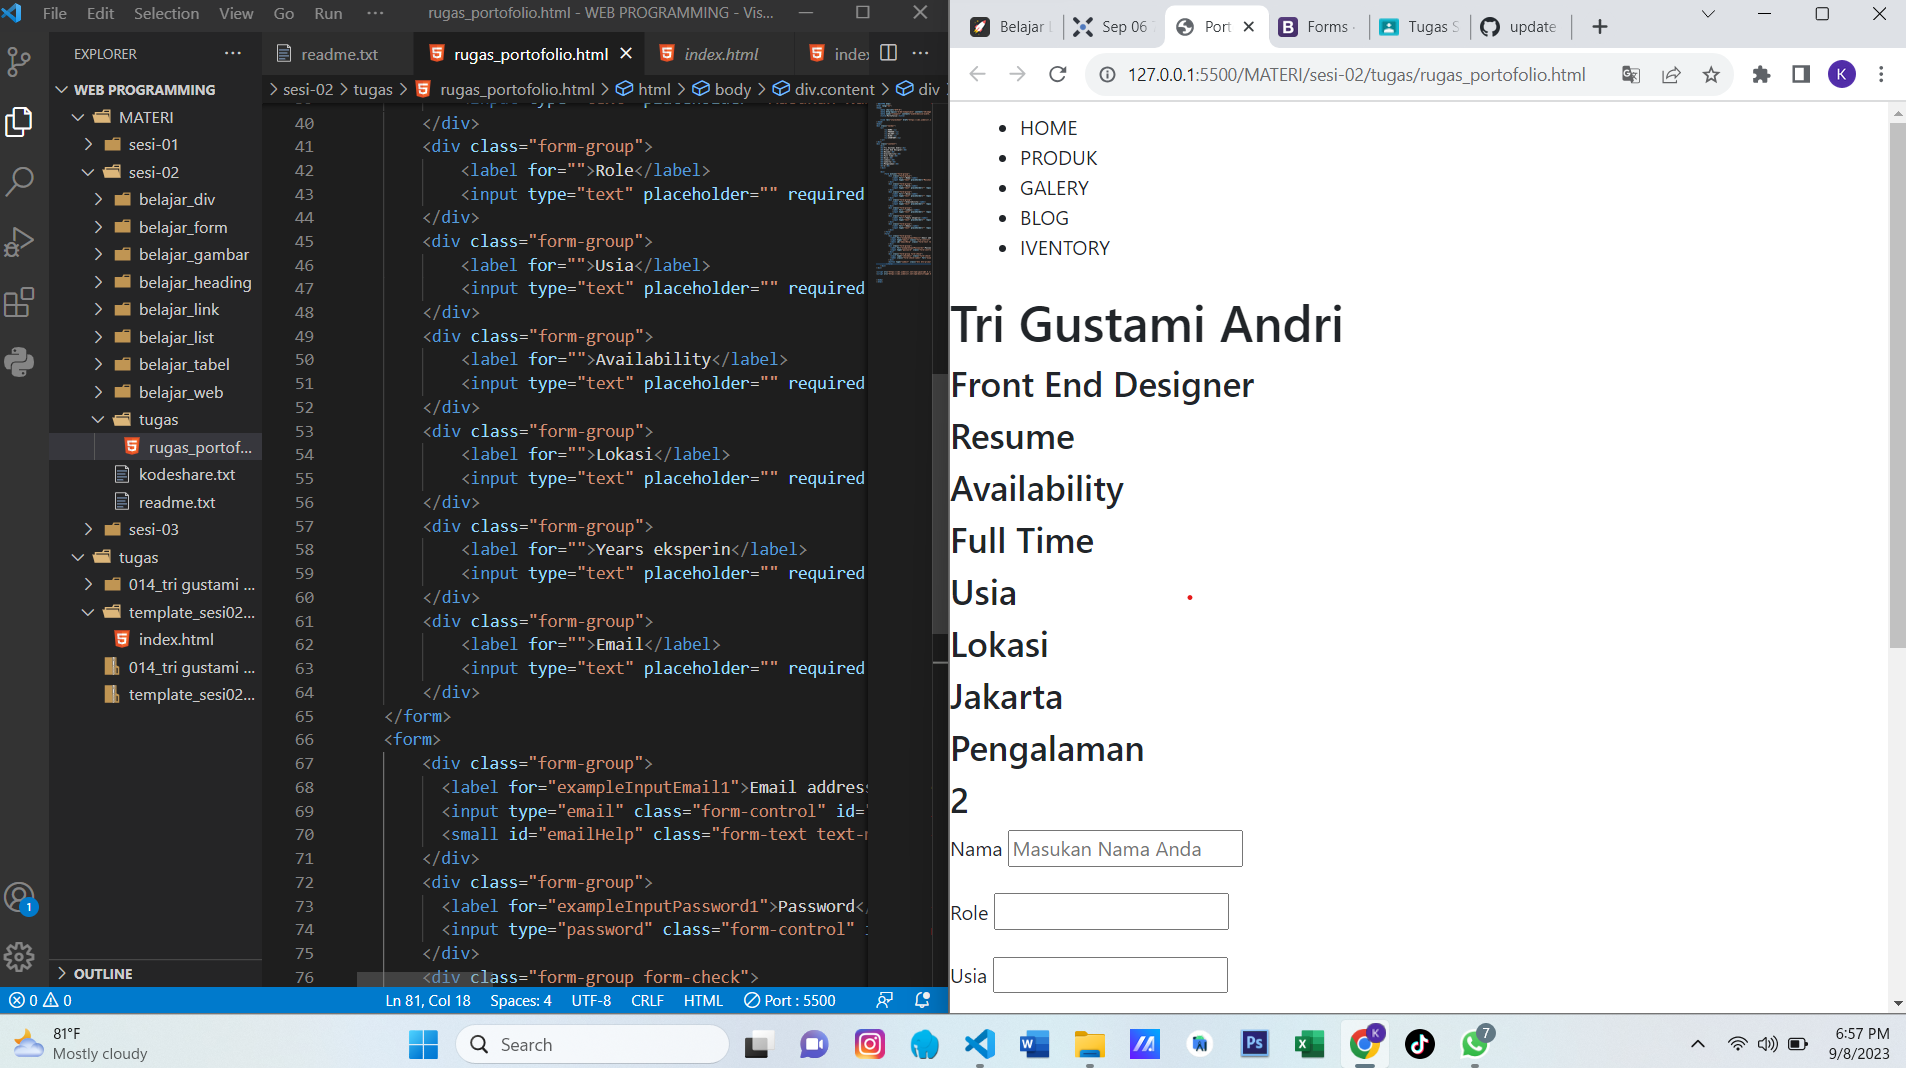 File Edit Selection View Go Run ··· rugas_portofolio.html - WEB PROGRAMMING - Vis...
EXPLORER
WEB PROGRAMMING
MATERI
sesi-01
sesi-02
belajar_div
belajar_form
belajar_gambar
belajar_heading
belajar_link
belajar_list
belajar_tabel
belajar_web
tugas
rugas_portof...
kodeshare.txt
readme.txt
sesi-03
tugas
014_tri gustami ...
template_sesi02...
index.html
014_tri gustami ...
template_sesi02...
OUTLINE
readme.txt rugas_portofolio.html index.html index
sesi-02 > tugas > rugas_portofolio.html > html > body > div.content > div
40 </div>
41 <div class="form-group">
42 <label for="">Role</label>
43 <input type="text" placeholder="" required
44 </div>
45 <div class="form-group">
46 <label for="">Usia</label>
47 <input type="text" placeholder="" required
48 </div>
49 <div class="form-group">
50 <label for="">Availability</label>
51 <input type="text" placeholder="" required
52 </div>
53 <div class="form-group">
54 <label for="">Lokasi</label>
55 <input type="text" placeholder="" required
56 </div>
57 <div class="form-group">
58 <label for="">Years eksperin</label>
59 <input type="text" placeholder="" required
60 </div>
61 <div class="form-group">
62 <label for="">Email</label>
63 <input type="text" placeholder="" required
64 </div>
65 </form>
66 <form>
67 <div class="form-group">
68 <label for="exampleInputEmail1">Email address
69 <input type="email" class="form-control" id=
70 <small id="emailHelp" class="form-text text-
71 </div>
72 <div class="form-group">
73 <label for="exampleInputPassword1">Password</
74 <input type="password" class="form-control"
75 </div>
76 <div class="form-group form-check">
0 0 Ln 81, Col 18 Spaces: 4 UTF-8 CRLF HTML Port : 5500
1
Belajar Sep 06 Port Forms Tugas S update
127.0.0.1:5500/MATERI/sesi-02/tugas/rugas_portofolio.html K
• HOME
• PRODUK
• GALERY
• BLOG
• IVENTORY
Tri Gustami Andri
Front End Designer
Resume
Availability
Full Time
Usia
Lokasi
Jakarta
Pengalaman
2
Nama Masukan Nama Anda
Role
Usia
81°F
Mostly cloudy
Search
W
Ps
K
7
6:57 PM
9/8/2023